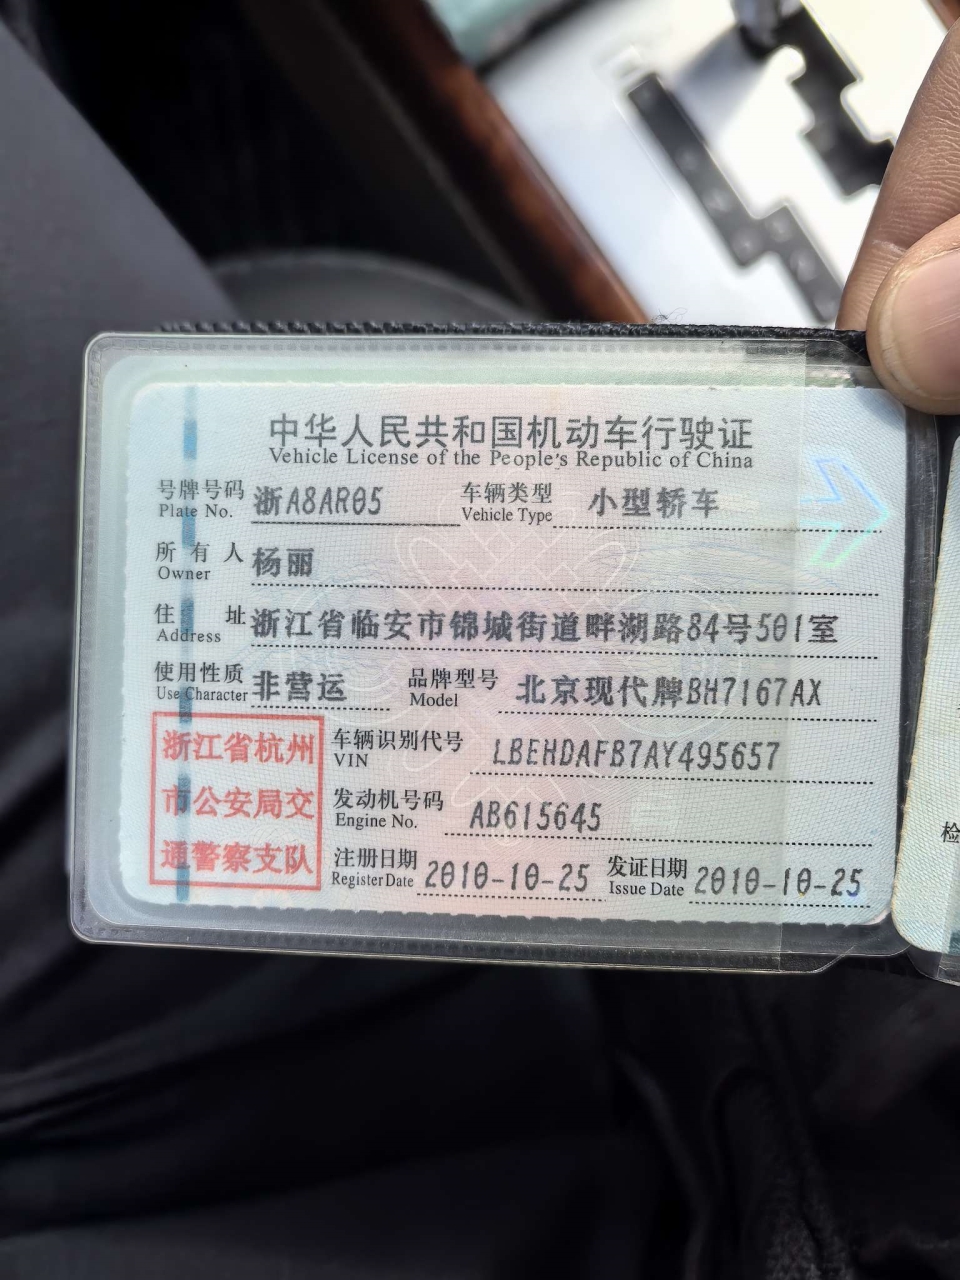 中华人民共和国机动车行驶证
Vehicle License of the People's Republic of China
号牌号码 浙A8AR05 车辆类型 小型轿车
Plate No. Vehicle Type
所有人 杨丽
Owner
住址 浙江省临安市锦城街道畔湖路84号501室
Address
使用性质 非营运 品牌型号 北京现代牌BH7167AX
Use Character Model
浙江省杭州
市公安局交
通警察支队
车辆识别代号 LBEHDAFB7AY495657
VIN
发动机号码 AB615645
Engine No.
注册日期 2010-10-25 发证日期 2010-10-25
Register Date Issue Date
检